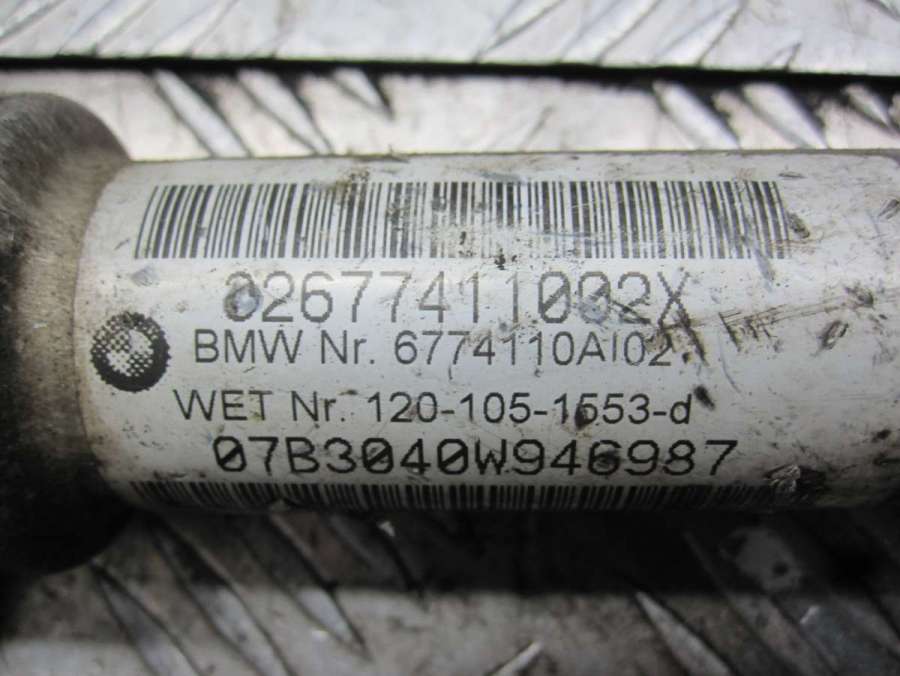 02677411002X
BMW Nr. 6774110AI02
WET Nr. 120-105-1553-d
07B3040W946987